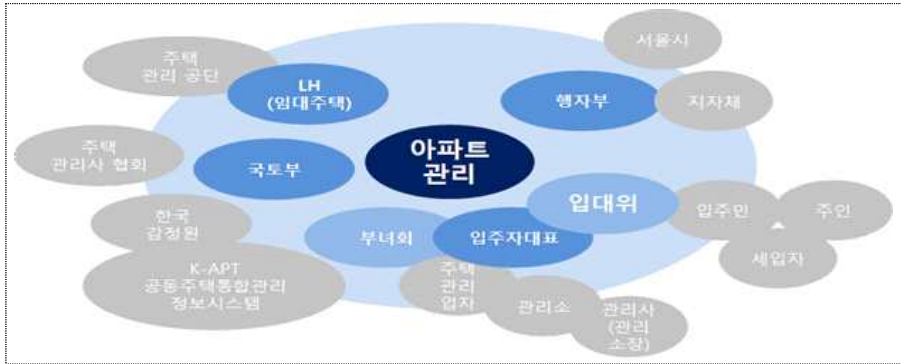 서울시
주택
관리 공단
LH
(임대주택)
행자부
지자체
아파트
관리
주택
관리사 협회
국토부
입대위
입주민
주인
한국
감정원
부녀회
입주자대표
세입자
K-APT
공동주택통합관리
정보시스템
주택
관리
업자
관리소
관리사
(관리
소장)